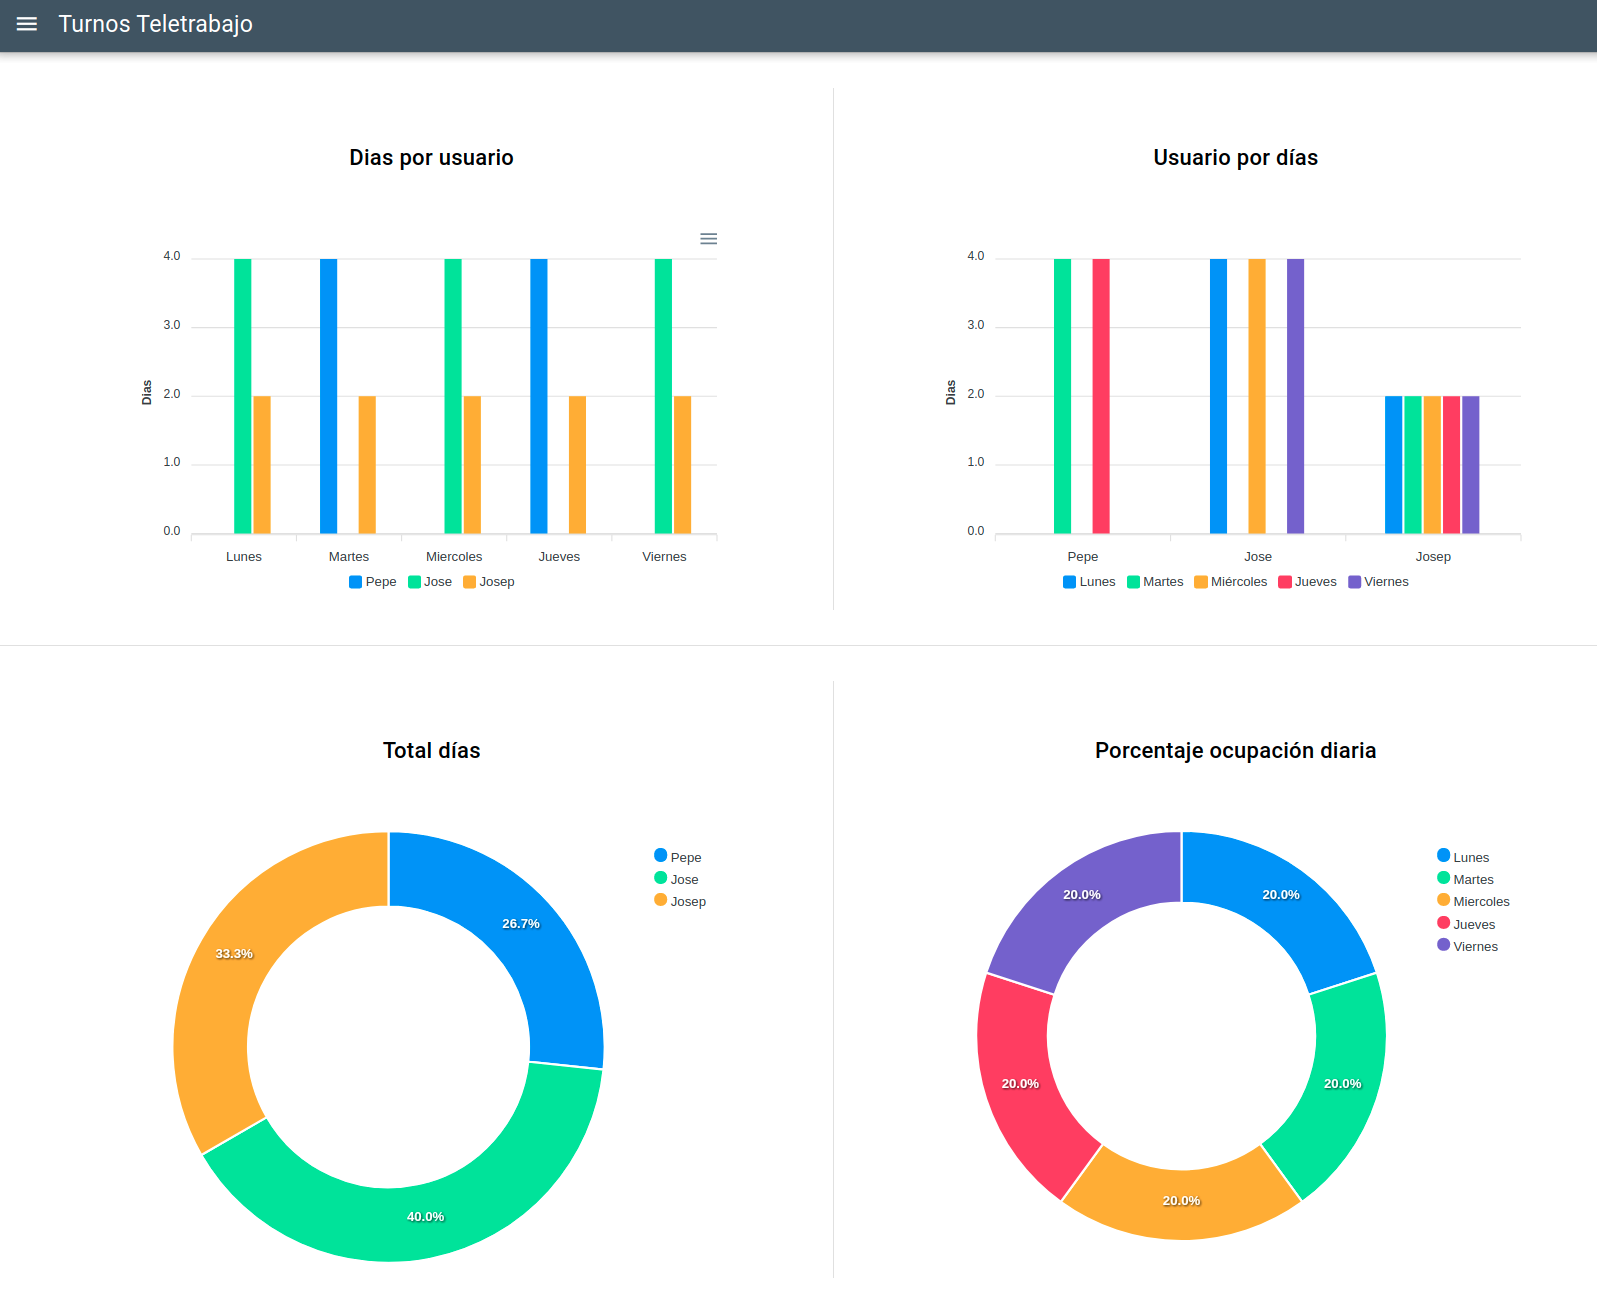 Turnos Teletrabajo
Dias por usuario
4.0
3.0
2.0
1.0
0.0
Dias
Lunes Martes Miercoles Jueves Viernes
Pepe Jose Josep
Usuario por días
4.0
3.0
2.0
1.0
0.0
Dias
Pepe Jose Josep
Lunes Martes Miércoles Jueves Viernes
Total días
26.7%
33.3%
40.0%
Pepe
Jose
Josep
Porcentaje ocupación diaria
20.0% 20.0%
20.0% 20.0%
20.0%
Lunes
Martes
Miercoles
Jueves
Viernes